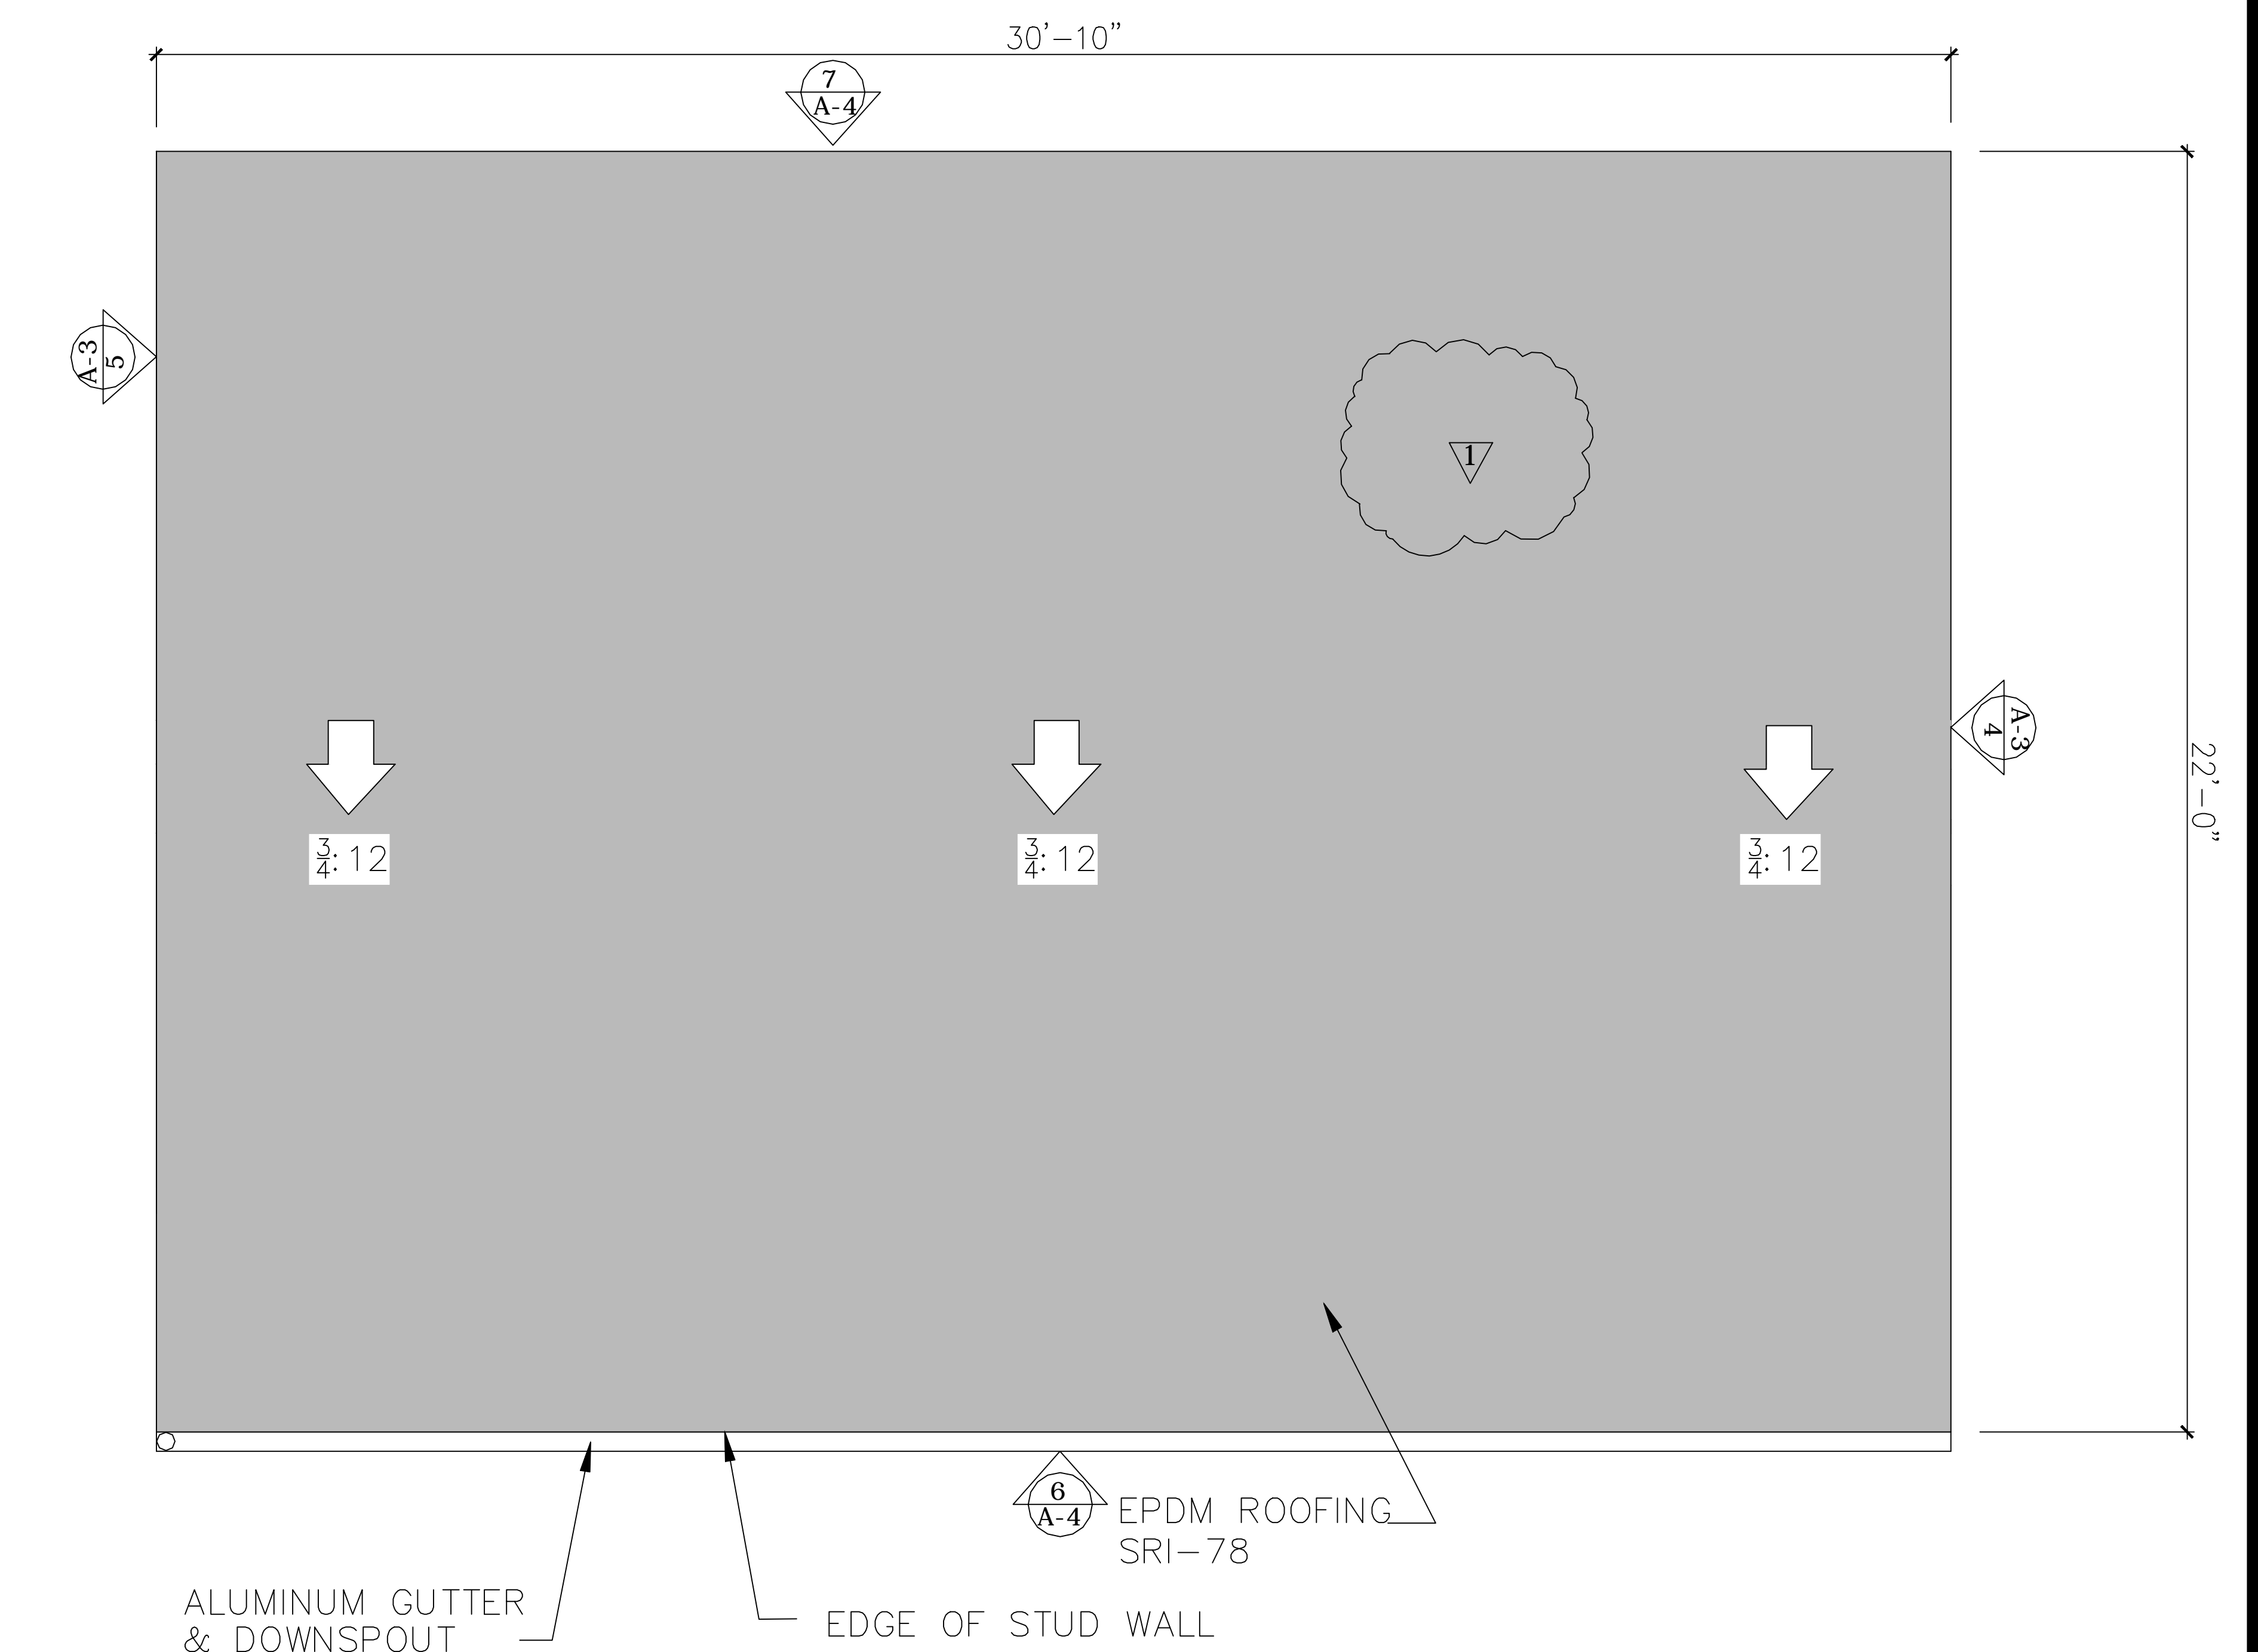 30'-10"
7
A-4
A-3
5
1
A-3
4
22'-0"
3/4:12
3/4:12
3/4:12
6
A-4
EPDM ROOFING
SRI-78
ALUMINUM GUTTER
& DOWNSPOUT
EDGE OF STUD WALL